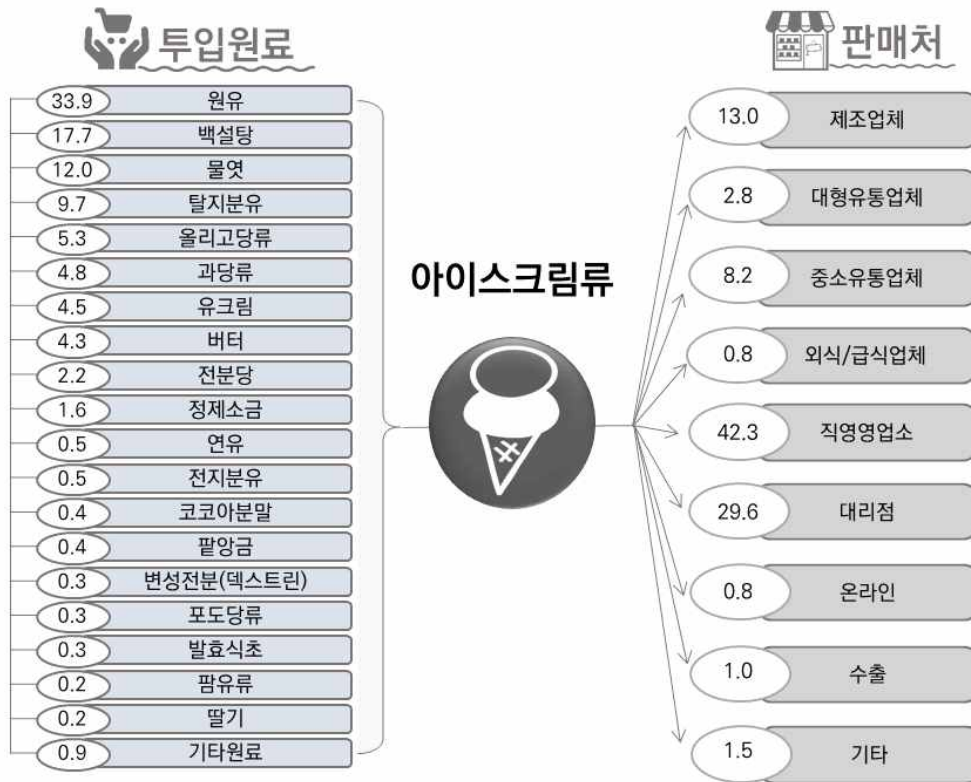 투입원료
33.9 원유
17.7 백설탕
12.0 물엿
9.7 탈지분유
5.3 올리고당류
4.8 과당류
4.5 유크림
4.3 버터
2.2 전분당
1.6 정제소금
0.5 연유
0.5 전지분유
0.4 코코아분말
0.4 팥앙금
0.3 변성전분(덱스트린)
0.3 포도당류
0.3 발효식초
0.2 팜유류
0.2 딸기
0.9 기타원료
아이스크림류
판매처
13.0 제조업체
2.8 대형유통업체
8.2 중소유통업체
0.8 외식/급식업체
42.3 직영영업소
29.6 대리점
0.8 온라인
1.0 수출
1.5 기타